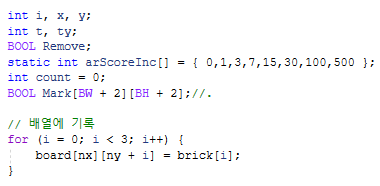 int i, x, y;
int t, ty;
BOOL Remove;
static int arScoreInc[] = { 0,1,3,7,15,30,100,500 };
int count = 0;
BOOL Mark[BW + 2][BH + 2];//.
// 배열에 기록
for (i = 0; i < 3; i++) {
board[nx][ny + i] = brick[i];
}